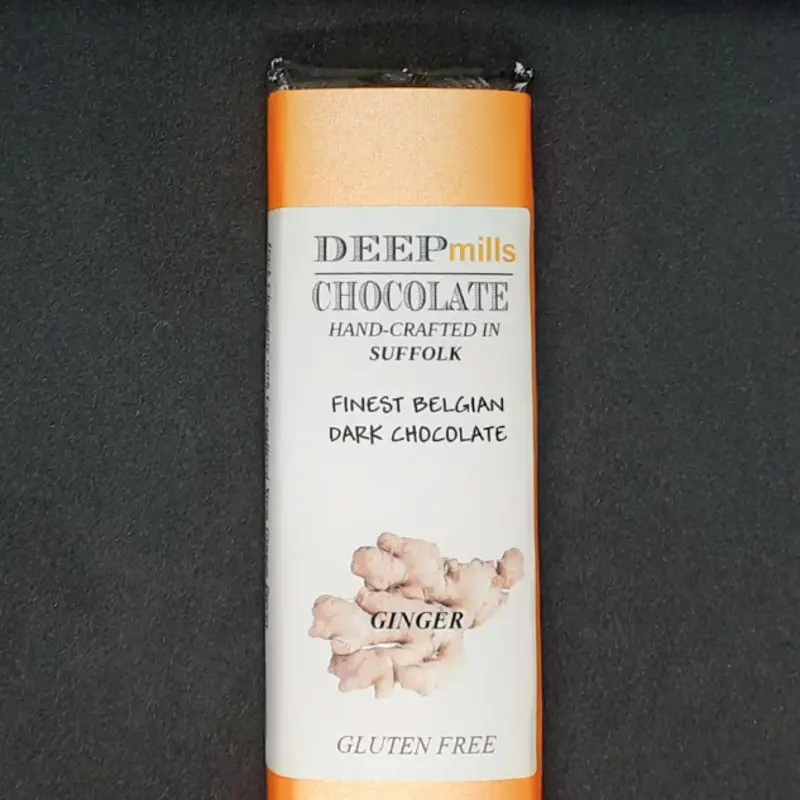 DEEPmills
CHOCOLATE
HAND-CRAFTED IN
SUFFOLK
FINEST BELGIAN
DARK CHOCOLATE
GINGER
GLUTEN FREE